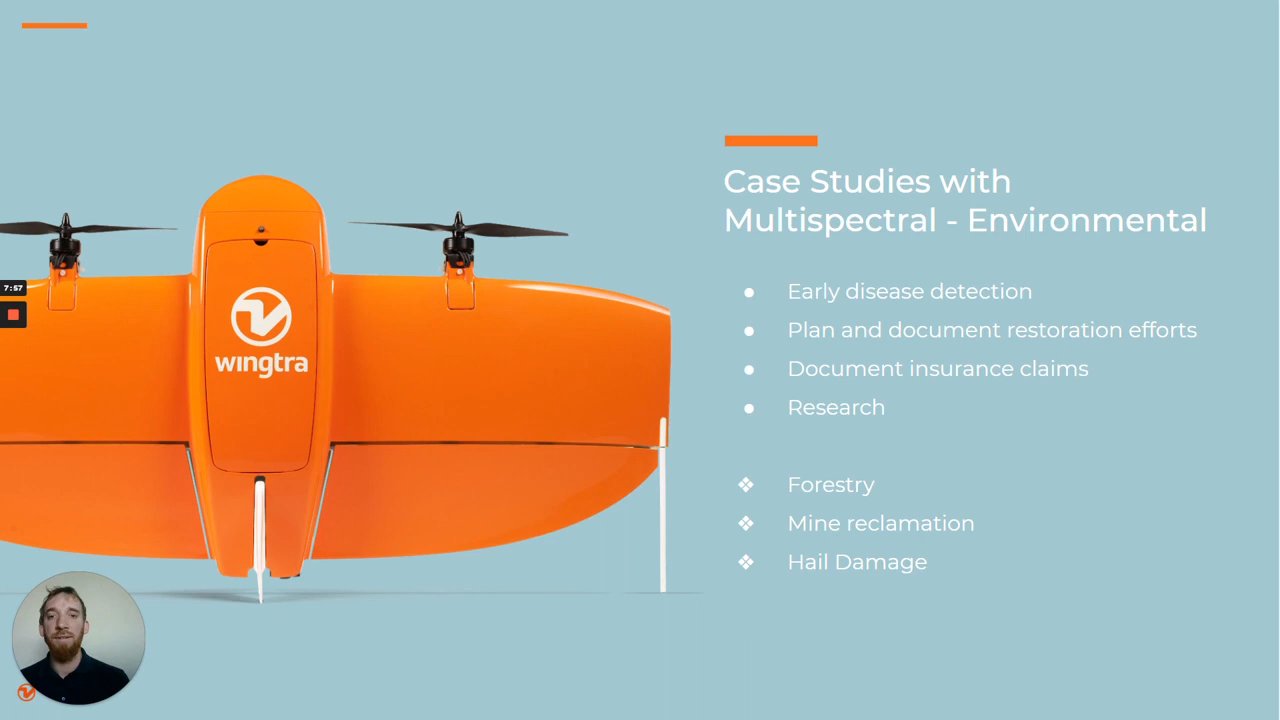 Case Studies with
Multispectral - Environmental
● Early disease detection
● Plan and document restoration efforts
● Document insurance claims
● Research
❖ Forestry
❖ Mine reclamation
❖ Hail Damage
wingtra
7:57